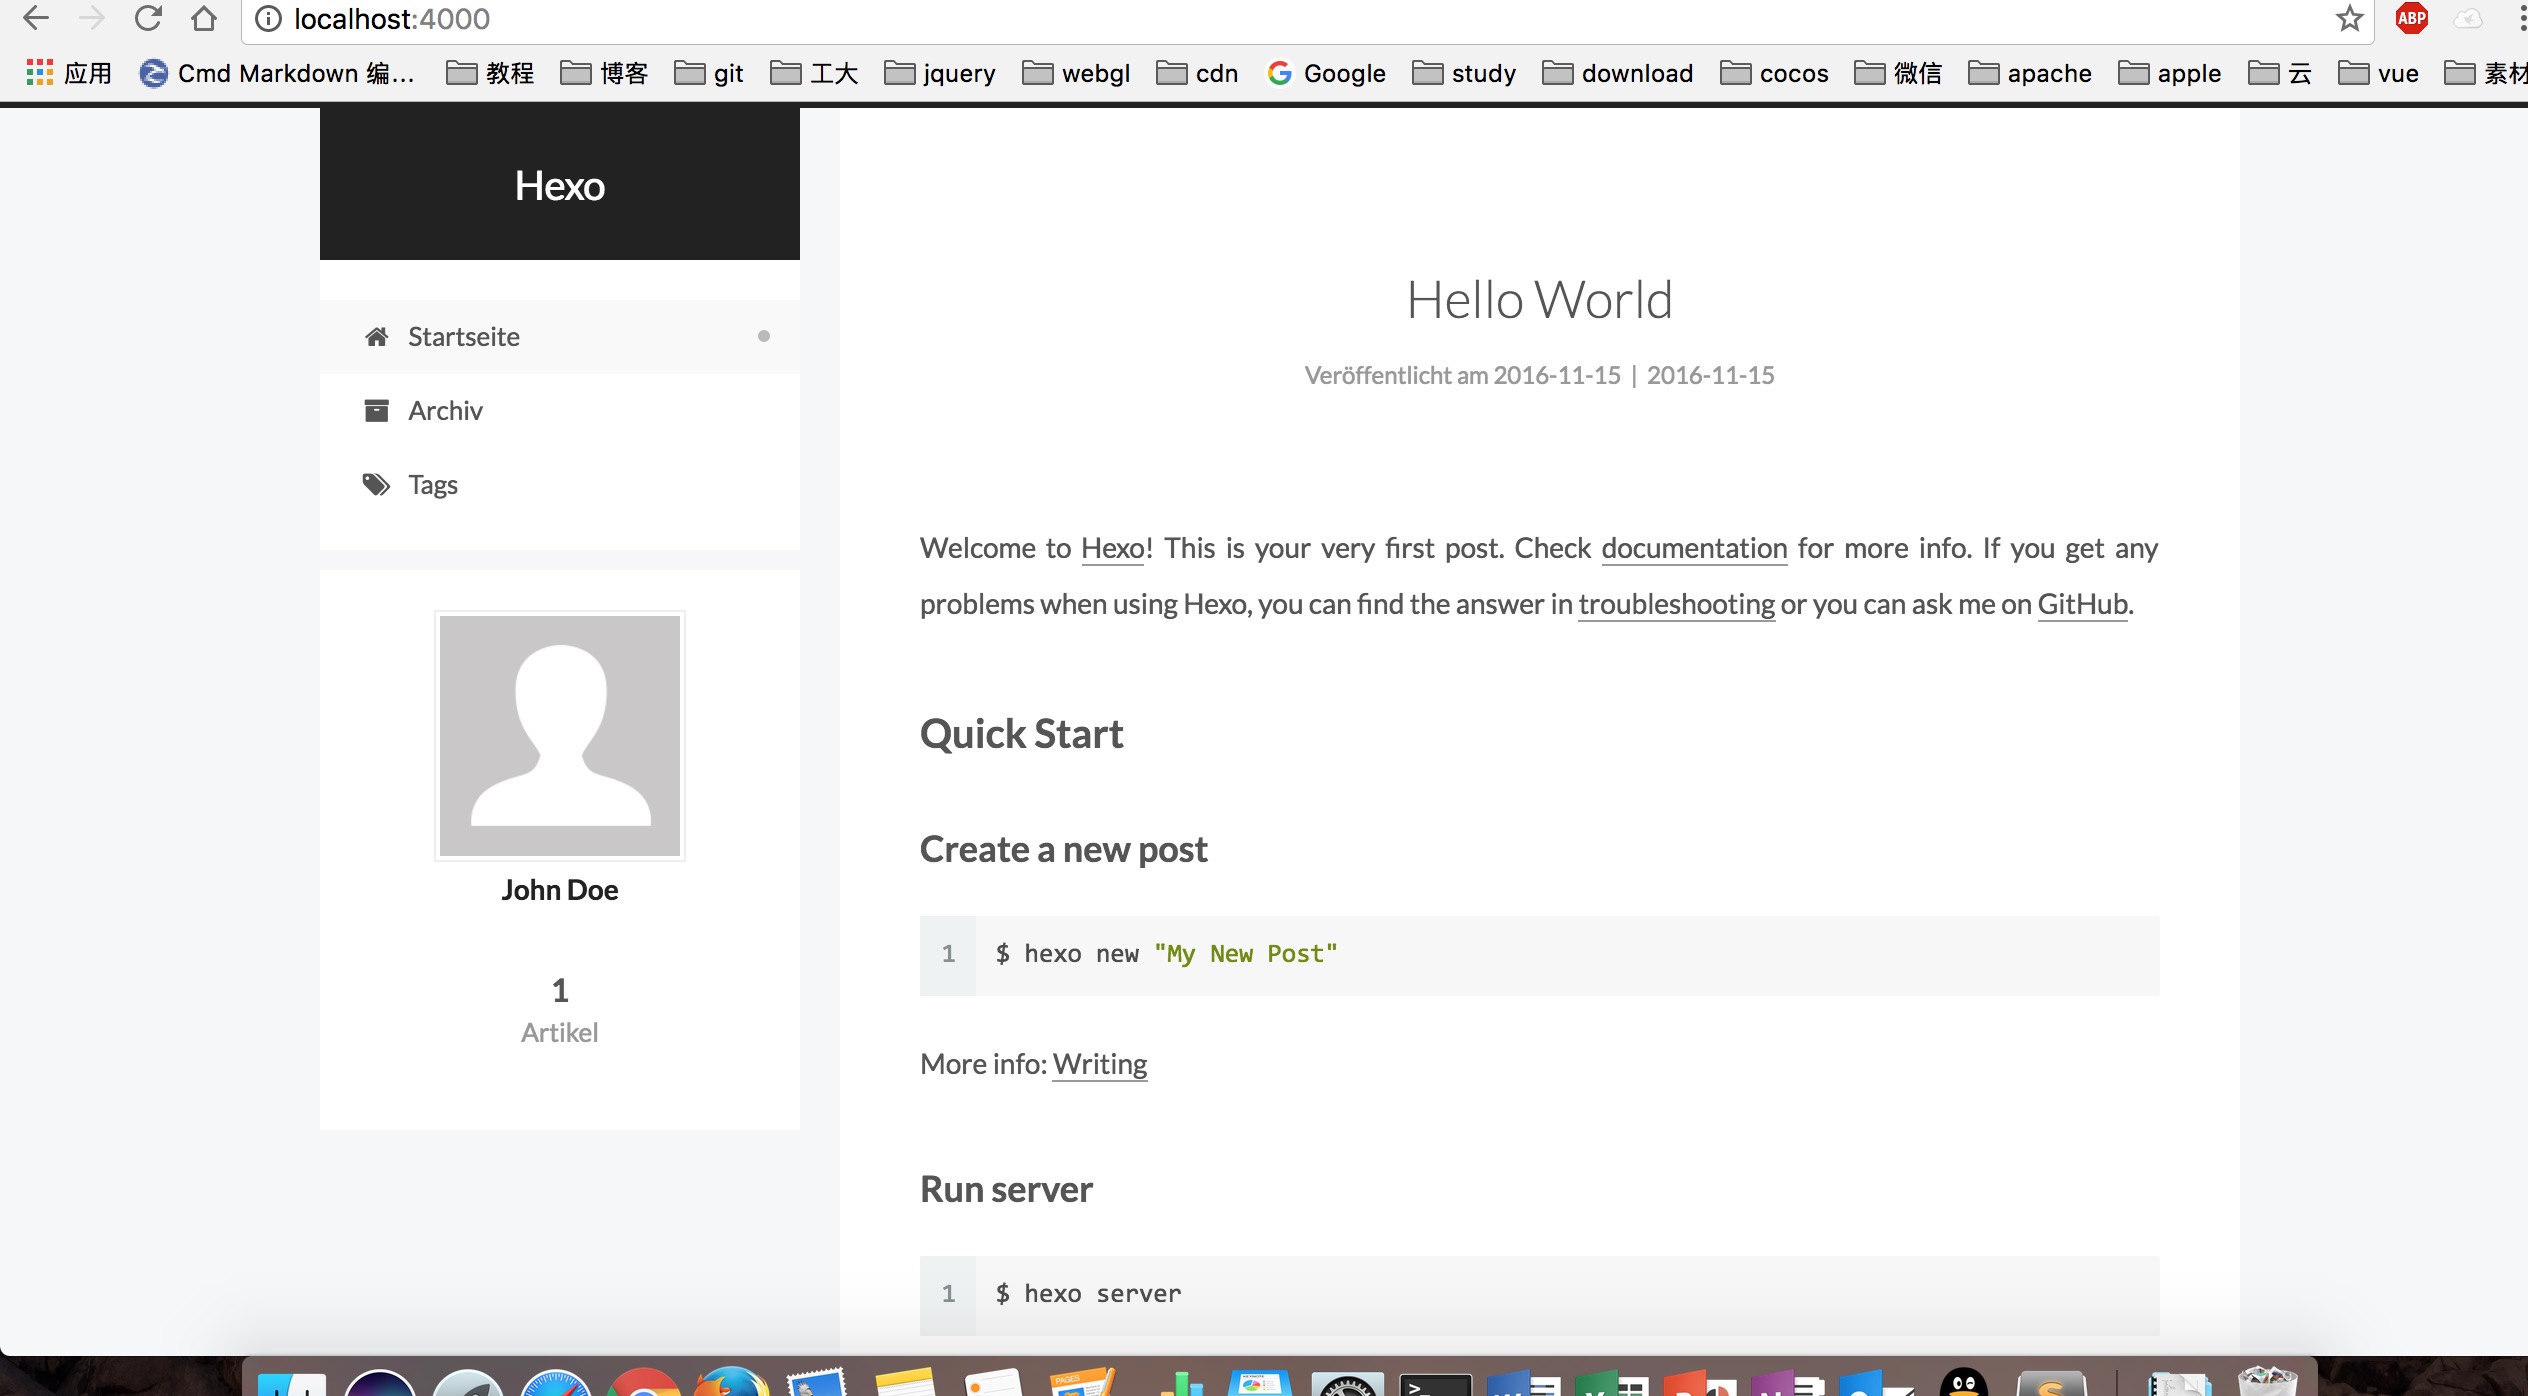 localhost:4000
ABP
应用 Cmd Markdown 编... 教程 博客 git 工大 jquery webgl cdn Google study download cocos 微信 apache apple 云 vue 素材
Hexo
Startseite
Archiv
Tags
John Doe
1
Artikel
Hello World
Veröffentlicht am 2016-11-15 | 2016-11-15
Welcome to Hexo! This is your very first post. Check documentation for more info. If you get any
problems when using Hexo, you can find the answer in troubleshooting or you can ask me on GitHub.
Quick Start
Create a new post
1 $ hexo new "My New Post"
More info: Writing
Run server
1 $ hexo server
PAGES